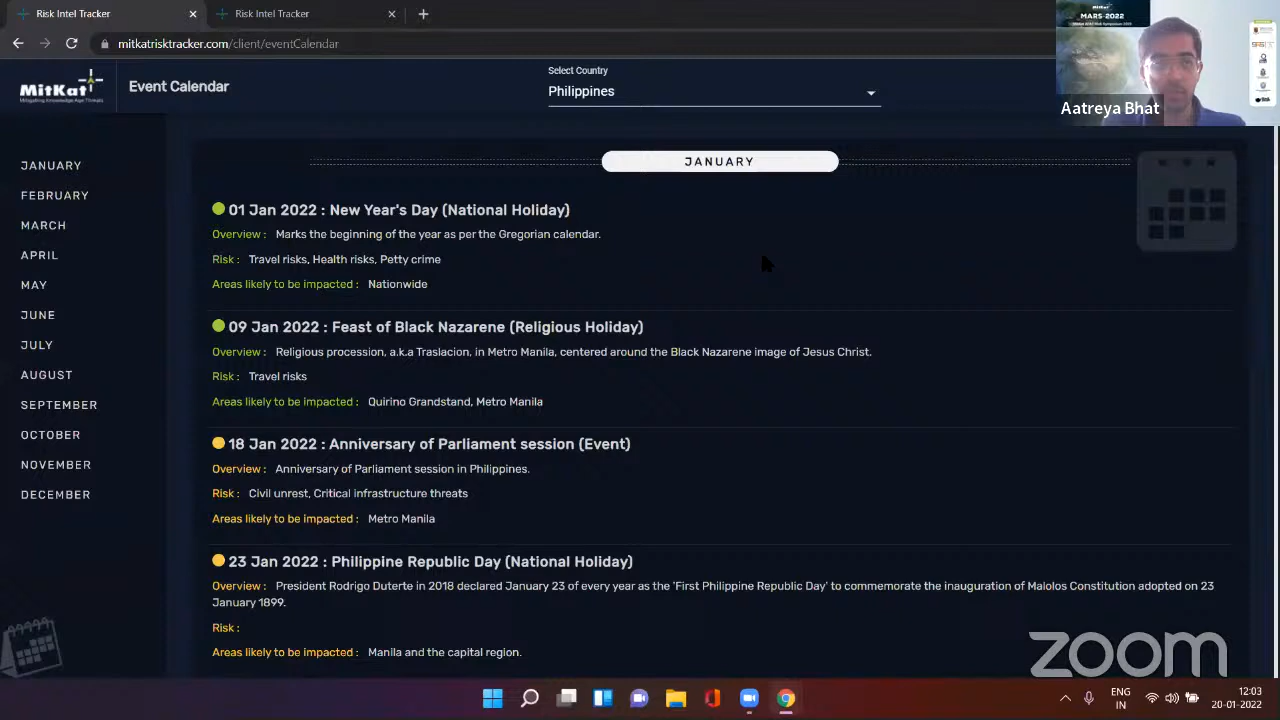 Risk Intel Tracker
Risk Intel Tracker
mitkatrisktracker.com/client/eventCalendar
MitKat
Mitigating Knowledge Age Threats
Event Calendar
Select Country
Philippines
MitKat
MARS-2022
Aatreya Bhat
JANUARY
FEBRUARY
MARCH
APRIL
MAY
JUNE
JULY
AUGUST
SEPTEMBER
OCTOBER
NOVEMBER
DECEMBER
JANUARY
01 Jan 2022 : New Year's Day (National Holiday)
Overview : Marks the beginning of the year as per the Gregorian calendar.
Risk : Travel risks, Health risks, Petty crime
Areas likely to be impacted : Nationwide
09 Jan 2022 : Feast of Black Nazarene (Religious Holiday)
Overview : Religious procession, a.k.a Traslacion, in Metro Manila, centered around the Black Nazarene image of Jesus Christ.
Risk : Travel risks
Areas likely to be impacted : Quirino Grandstand, Metro Manila
18 Jan 2022 : Anniversary of Parliament session (Event)
Overview : Anniversary of Parliament session in Philippines.
Risk : Civil unrest, Critical infrastructure threats
Areas likely to be impacted : Metro Manila
23 Jan 2022 : Philippine Republic Day (National Holiday)
Overview : President Rodrigo Duterte in 2018 declared January 23 of every year as the 'First Philippine Republic Day' to commemorate the inauguration of Malolos Constitution adopted on 23
January 1899.
Risk :
Areas likely to be impacted : Manila and the capital region.
zoom
ENG
IN
12:03
20-01-2022